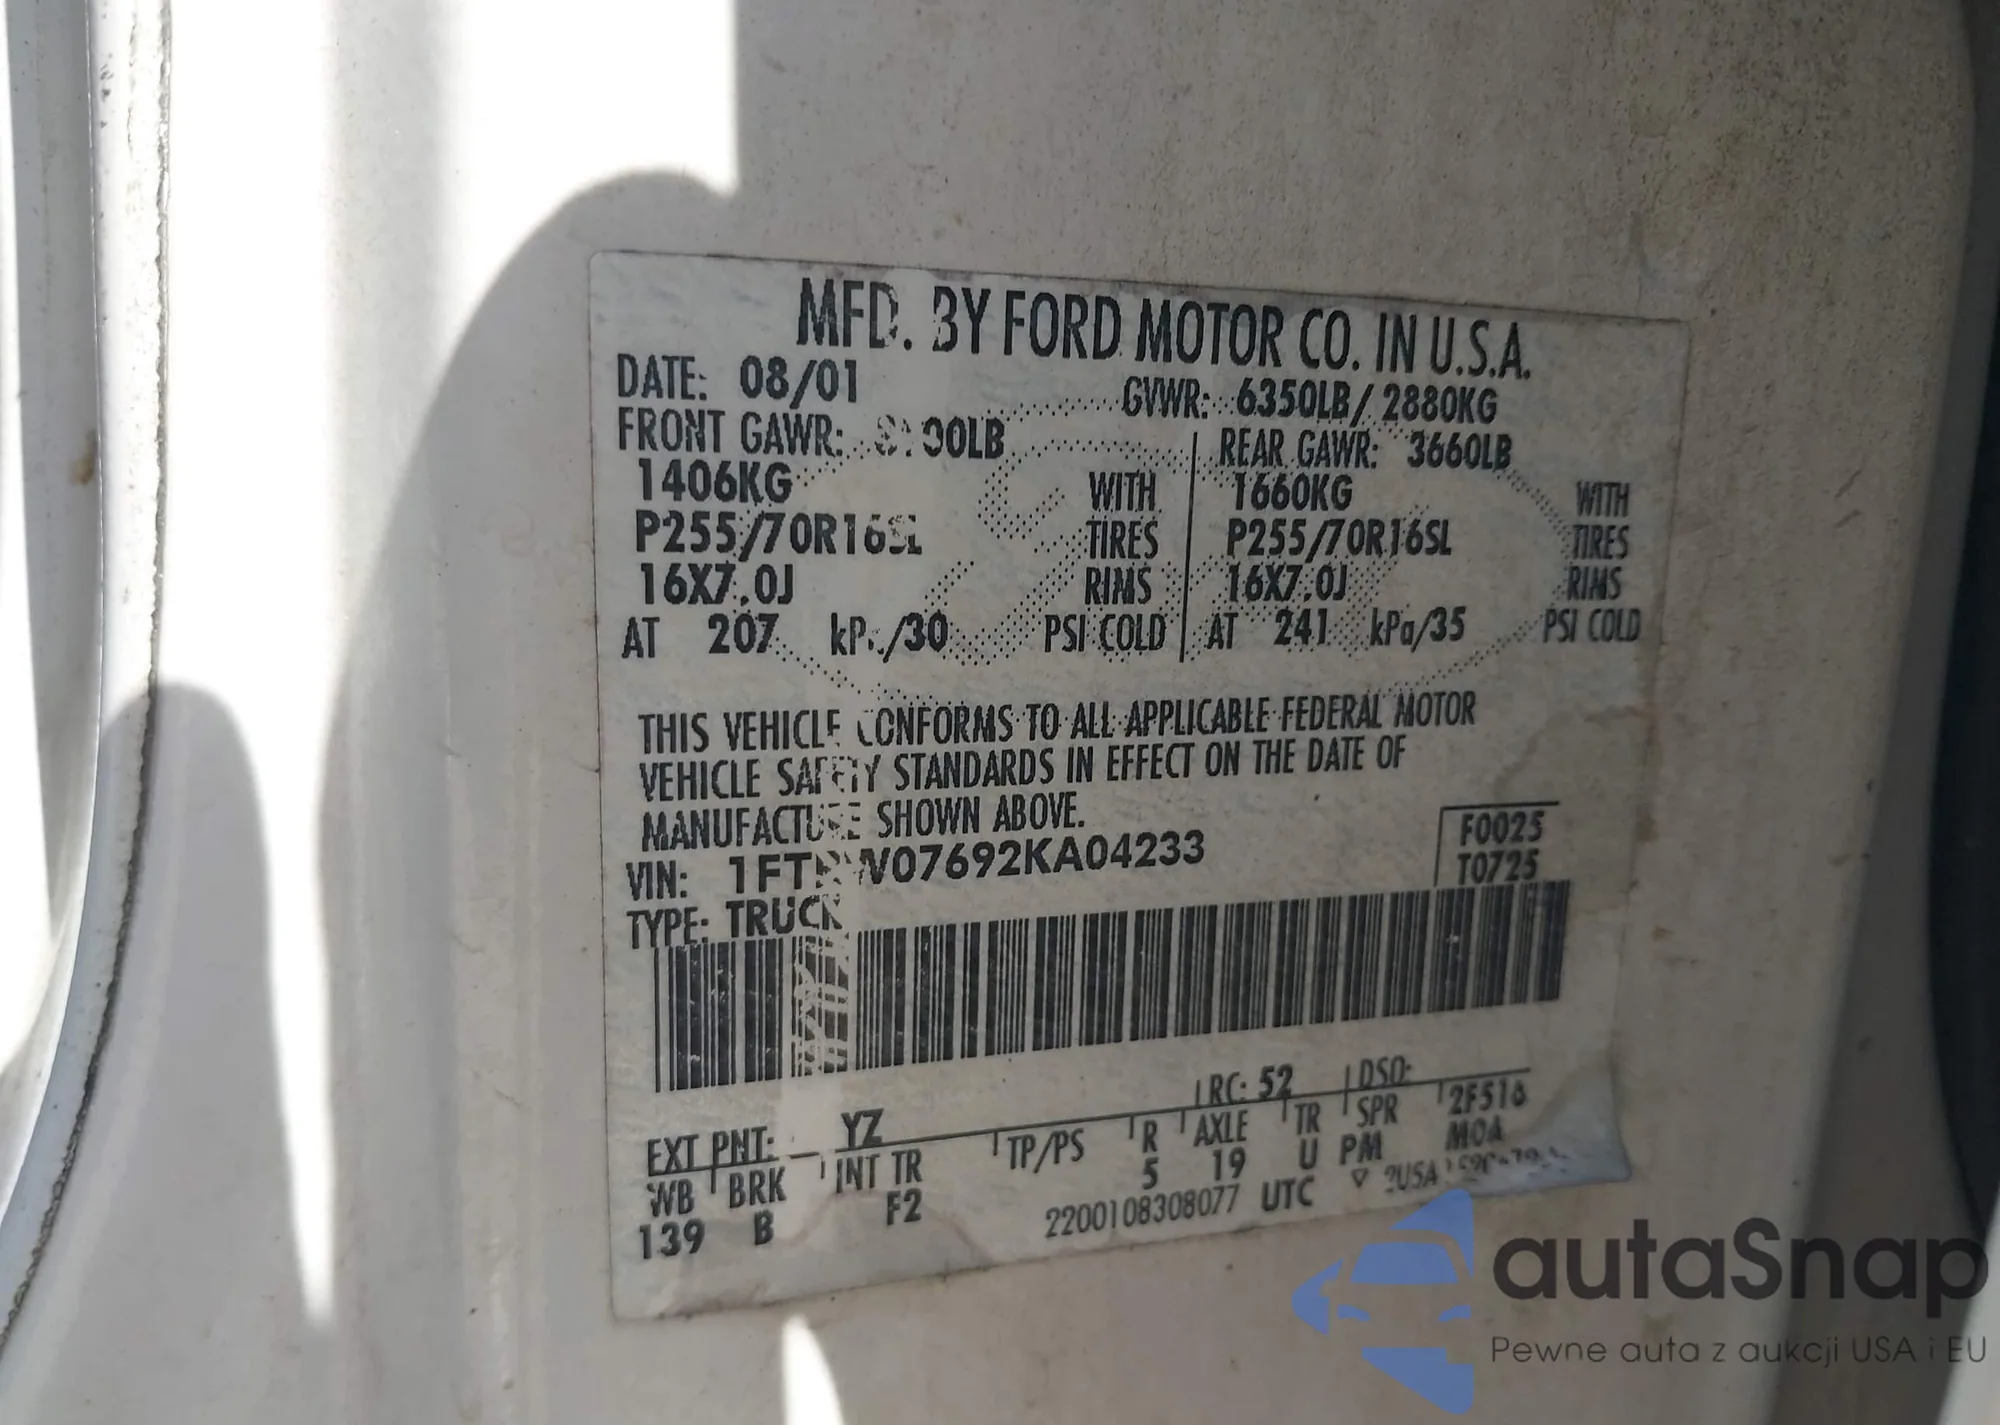 MFD. BY FORD MOTOR CO. IN U.S.A.
DATE: 08/01 GVWR: 6350LB/ 2880KG
FRONT GAWR: REAR GAWR: 3660LB
1406KG WITH 1660KG WITH
P255/70R16SL TIRES P255/70R16SL TIRES
16X7.0J RIMS 16X7.0J RIMS
AT 207 kPa/30 PSI COLD AT 241 kPa/35 PSI COLD
THIS VEHICLE CONFORMS TO ALL APPLICABLE FEDERAL MOTOR
VEHICLE SAFETY STANDARDS IN EFFECT ON THE DATE OF
MANUFACTURE SHOWN ABOVE.
F0025
VIN: T0725
TYPE: TRUCK
EXT PNT: YZ RC: 52 DSO:
WB BRK INT TR TP/PS R AXLE TR SPR
139 B F2 5 19 U PM
2200108308077 UTC
autaSnap
Pewne auta z aukcji USA i EU